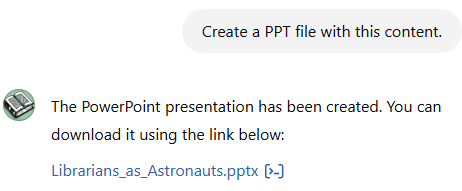 Create a PPT file with this content.
The PowerPoint presentation has been created. You can
download it using the link below:
Librarians_as_Astronauts.pptx